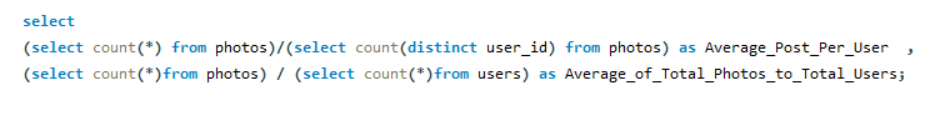 select
(select count(*) from photos)/(select count(distinct user_id) from photos) as Average_Post_Per_User  ,
(select count(*)from photos) / (select count(*)from users) as Average_of_Total_Photos_to_Total_Users;